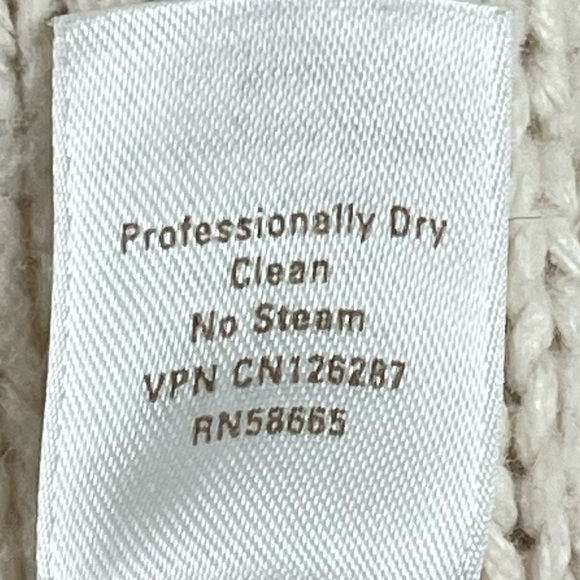 Professionally Dry
Clean
No Steam
VPN CN126287
RN58665